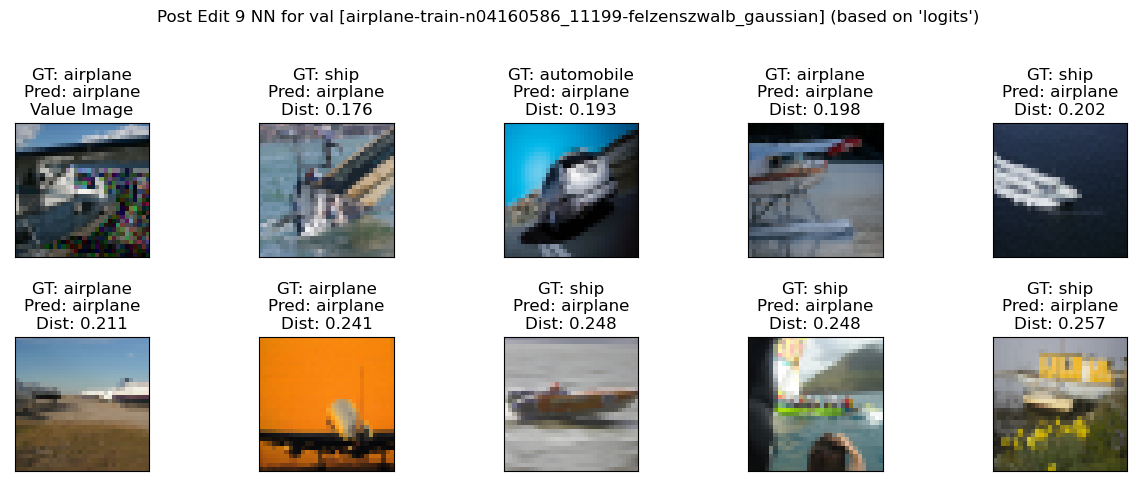 Post Edit 9 NN for val [airplane-train-n04160586_11199-felzenszwalb_gaussian] (based on 'logits')
GT: airplane
Pred: airplane
Value Image
GT: ship
Pred: airplane
Dist: 0.176
GT: automobile
Pred: airplane
Dist: 0.193
GT: airplane
Pred: airplane
Dist: 0.198
GT: ship
Pred: airplane
Dist: 0.202
GT: airplane
Pred: airplane
Dist: 0.211
GT: airplane
Pred: airplane
Dist: 0.241
GT: ship
Pred: airplane
Dist: 0.248
GT: ship
Pred: airplane
Dist: 0.248
GT: ship
Pred: airplane
Dist: 0.257